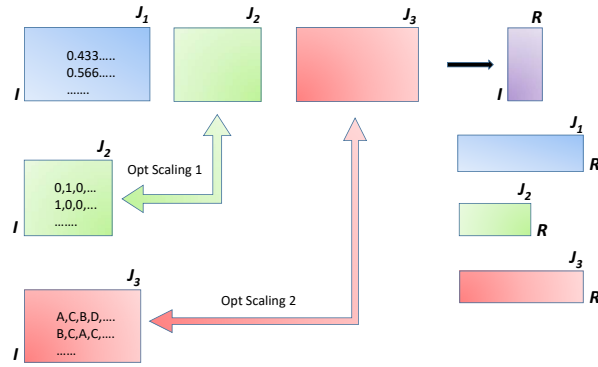 J1
J2
J3
R
0.433.....
0.566.....
.......
I
I
J1
R
J2
Opt Scaling 1
0,1,0,...
1,0,0,...
.......
I
J2
R
J3
R
J3
Opt Scaling 2
A,C,B,D,....
B,C,A,C,....
......
I